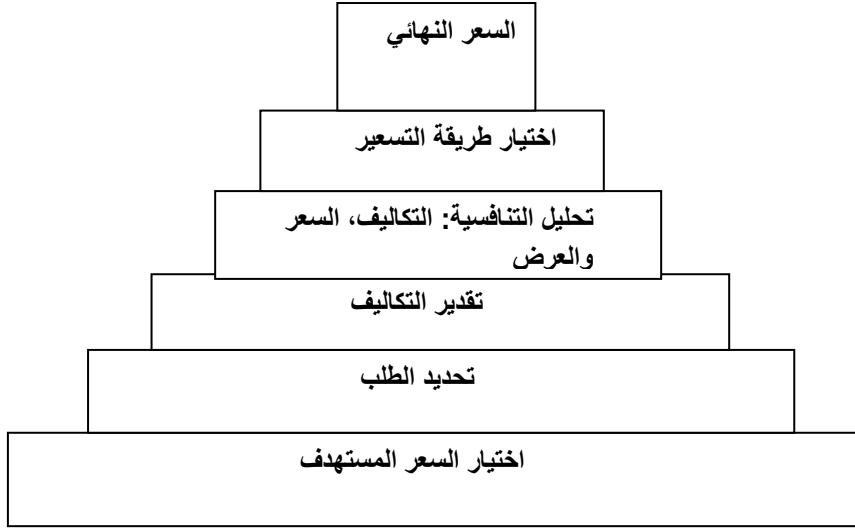 السعر النهائي
اختيار طريقة التسعير
تحليل التنافسية: التكاليف، السعر
والعرض
تقدير التكاليف
تحديد الطلب
اختيار السعر المستهدف